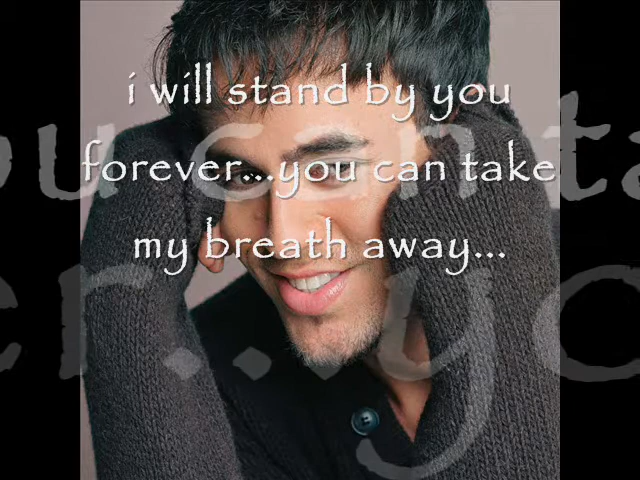 i will stand by you
forever...you can take
my breath away...